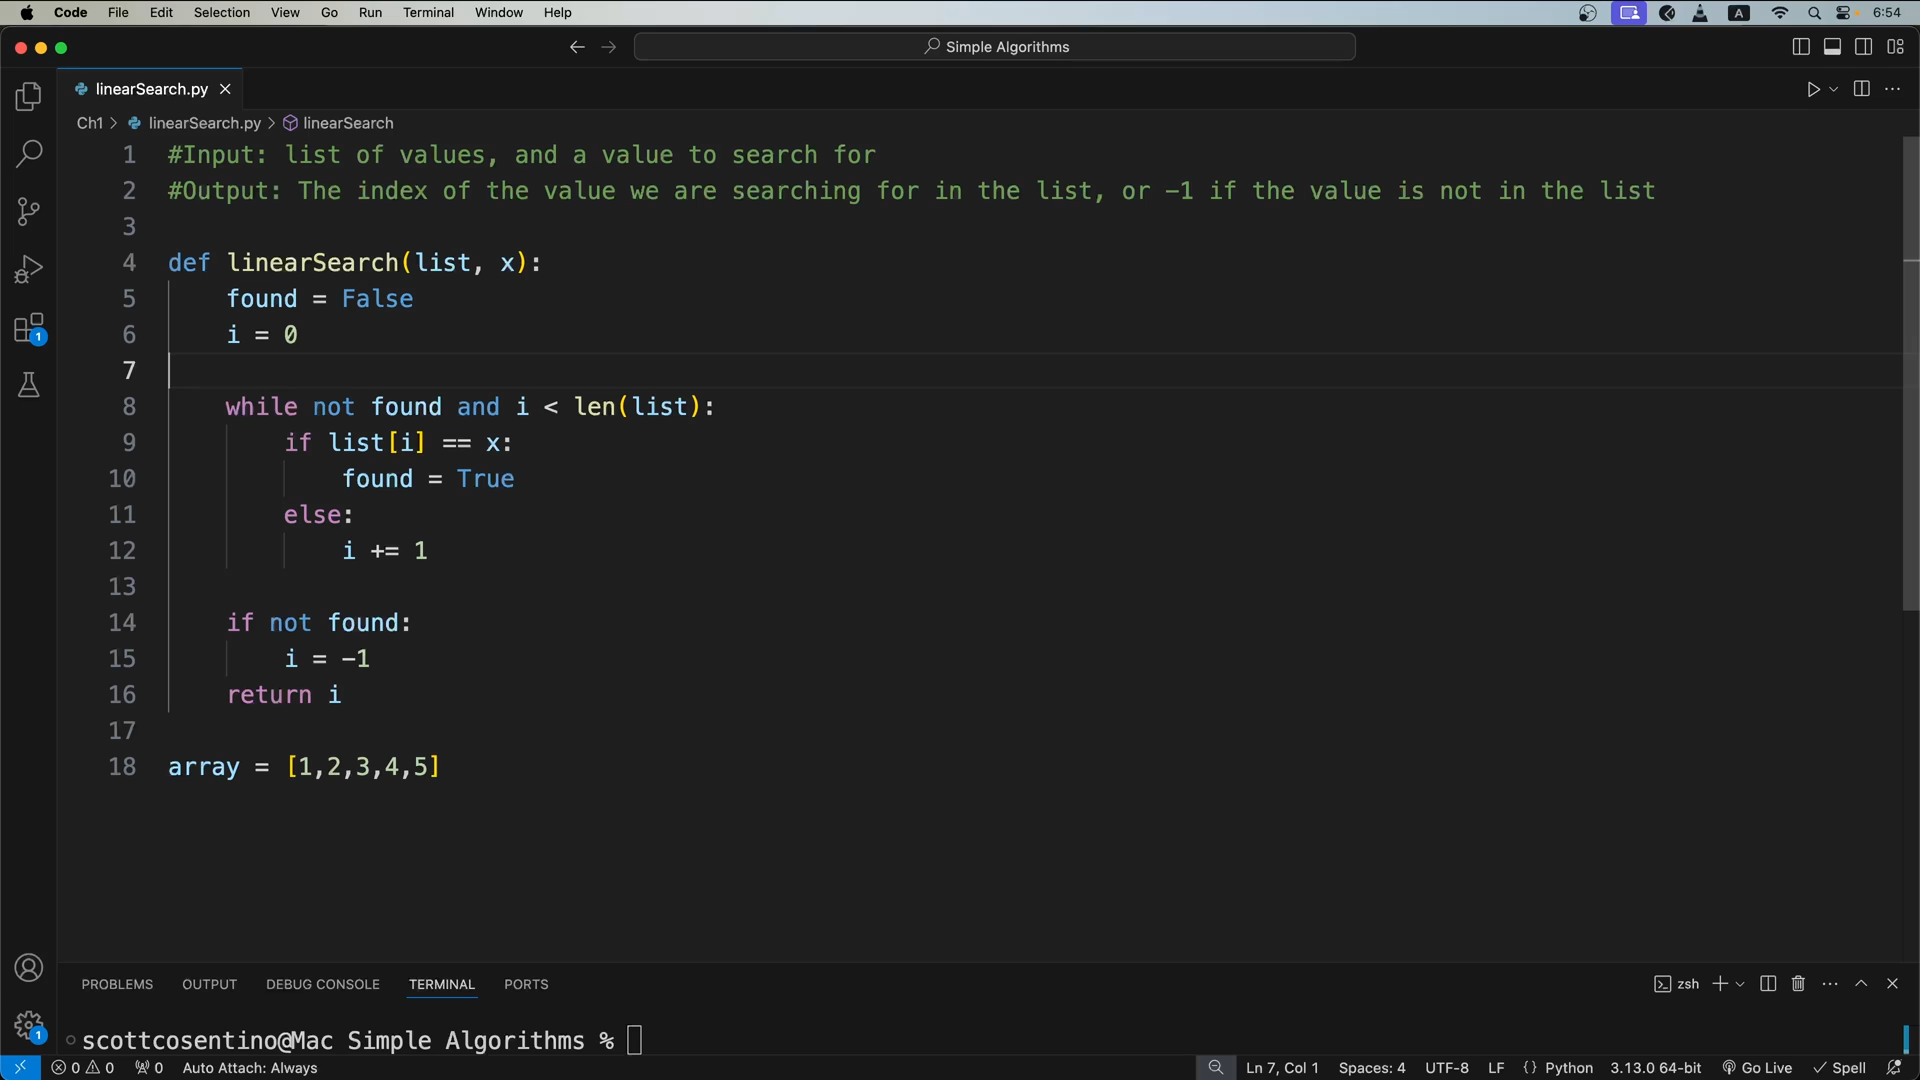 Code File Edit Selection View Go Run Terminal Window Help A 6:54
Simple Algorithms
linearSearch.py
Ch1 > linearSearch.py > linearSearch
1 #Input: list of values, and a value to search for
2 #Output: The index of the value we are searching for in the list, or -1 if the value is not in the list
3
4 def linearSearch(list, x):
5 found = False
6 i = 0
7
8 while not found and i < len(list):
9 if list[i] == x:
10 found = True
11 else:
12 i += 1
13
14 if not found:
15 i = -1
16 return i
17
18 array = [1,2,3,4,5]
1
PROBLEMS OUTPUT DEBUG CONSOLE TERMINAL PORTS zsh
1
scottcosentino@Mac Simple Algorithms %
0 0 0 Auto Attach: Always Ln 7, Col 1 Spaces: 4 UTF-8 LF {} Python 3.13.0 64-bit Go Live Spell